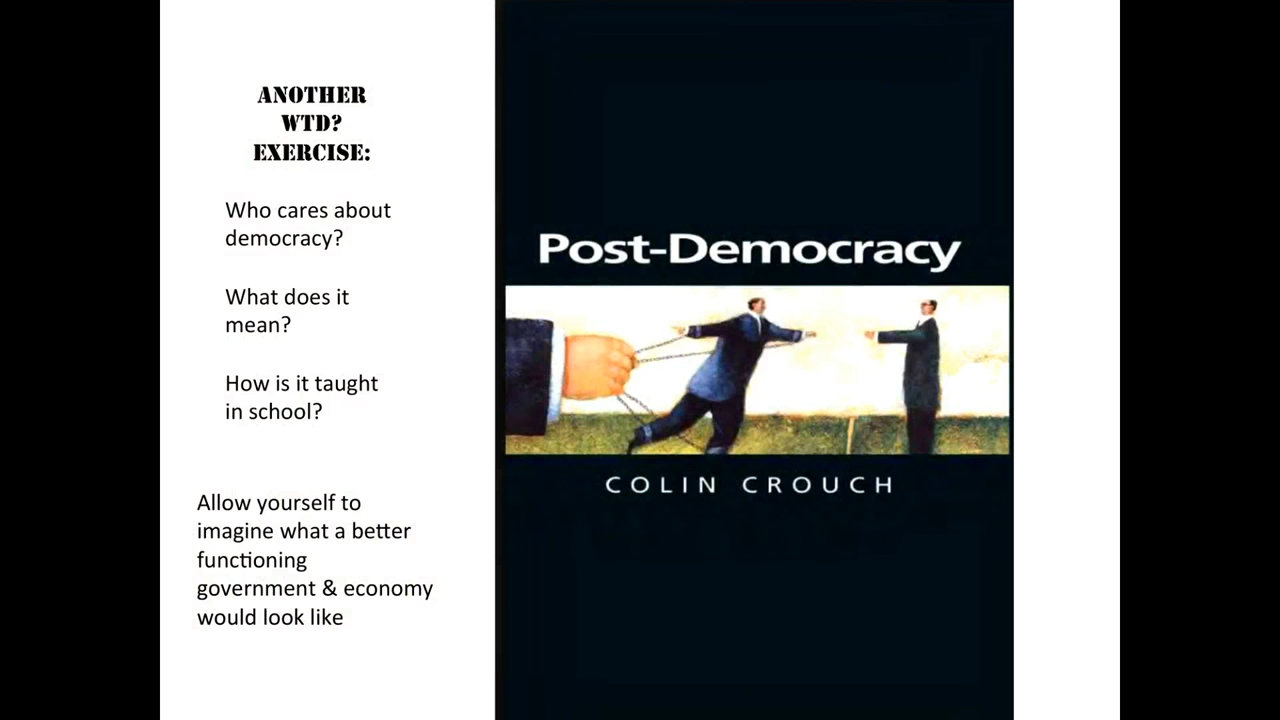 ANOTHER
WTD?
EXERCISE:
Who cares about
democracy?
What does it
mean?
How is it taught
in school?
Allow yourself to
imagine what a better
functioning
government & economy
would look like
Post-Democracy
COLIN CROUCH